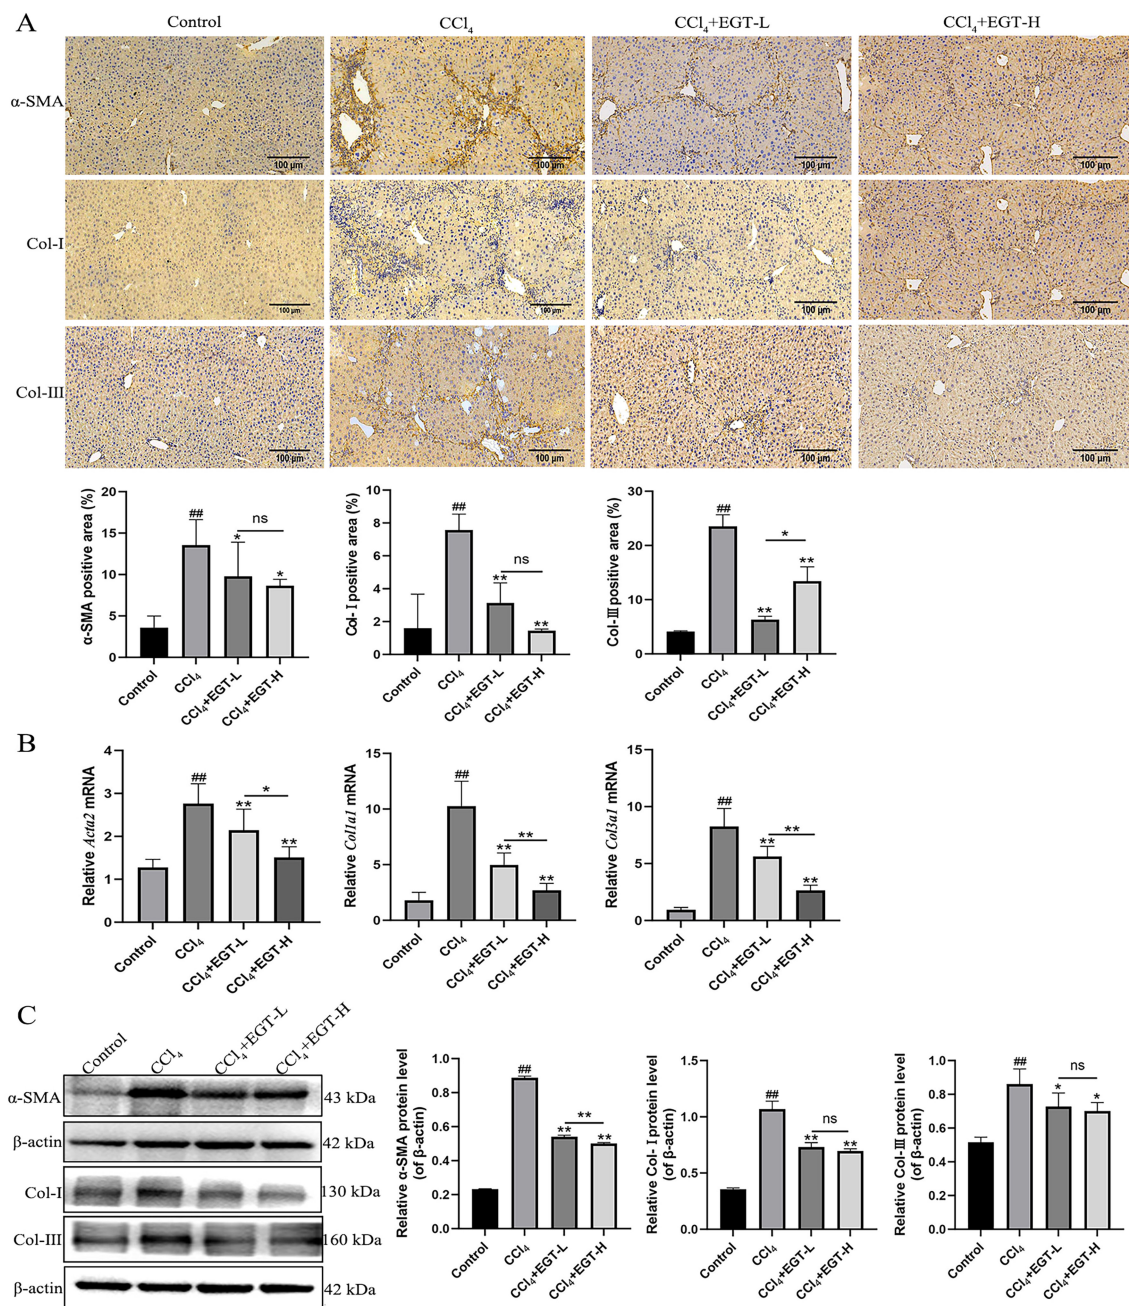 A
Control
CCl4
CCl4+EGT-L
CCl4+EGT-H
α-SMA
100 μm
100 μm
100 μm
100 μm
Col-I
100 μm
100 μm
100 μm
100 μm
Col-III
100 μm
100 μm
100 μm
100 μm
α-SMA positive area (%)
20
15
10
5
0
##
*
ns
*
Control
CCl4
CCl4+EGT-L
CCl4+EGT-H
Col-Ⅰ positive area (%)
10
8
6
4
2
0
##
**
ns
**
Control
CCl4
CCl4+EGT-L
CCl4+EGT-H
Col-Ⅲ positive area (%)
30
20
10
0
##
**
*
**
Control
CCl4
CCl4+EGT-L
CCl4+EGT-H
B
Relative Acta2 mRNA
4
3
2
1
0
##
**
*
**
Control
CCl4
CCl4+EGT-L
CCl4+EGT-H
Relative Col1a1 mRNA
15
10
5
0
##
**
**
**
Control
CCl4
CCl4+EGT-L
CCl4+EGT-H
Relative Col3a1 mRNA
15
10
5
0
##
**
**
**
Control
CCl4
CCl4+EGT-L
CCl4+EGT-H
C
Control
CCl4
CCl4+EGT-L
CCl4+EGT-H
α-SMA
43 kDa
β-actin
42 kDa
Col-I
130 kDa
Col-III
160 kDa
β-actin
42 kDa
Relative α-SMA protein level
(of β-actin)
1.0
0.8
0.6
0.4
0.2
0.0
##
**
**
**
Control
CCl4
CCl4+EGT-L
CCl4+EGT-H
Relative Col-Ⅰ protein level
(of β-actin)
1.5
1.0
0.5
0.0
##
**
ns
**
Control
CCl4
CCl4+EGT-L
CCl4+EGT-H
Relative Col-Ⅲ protein level
(of β-actin)
1.0
0.8
0.6
0.4
0.2
0.0
##
*
ns
*
Control
CCl4
CCl4+EGT-L
CCl4+EGT-H